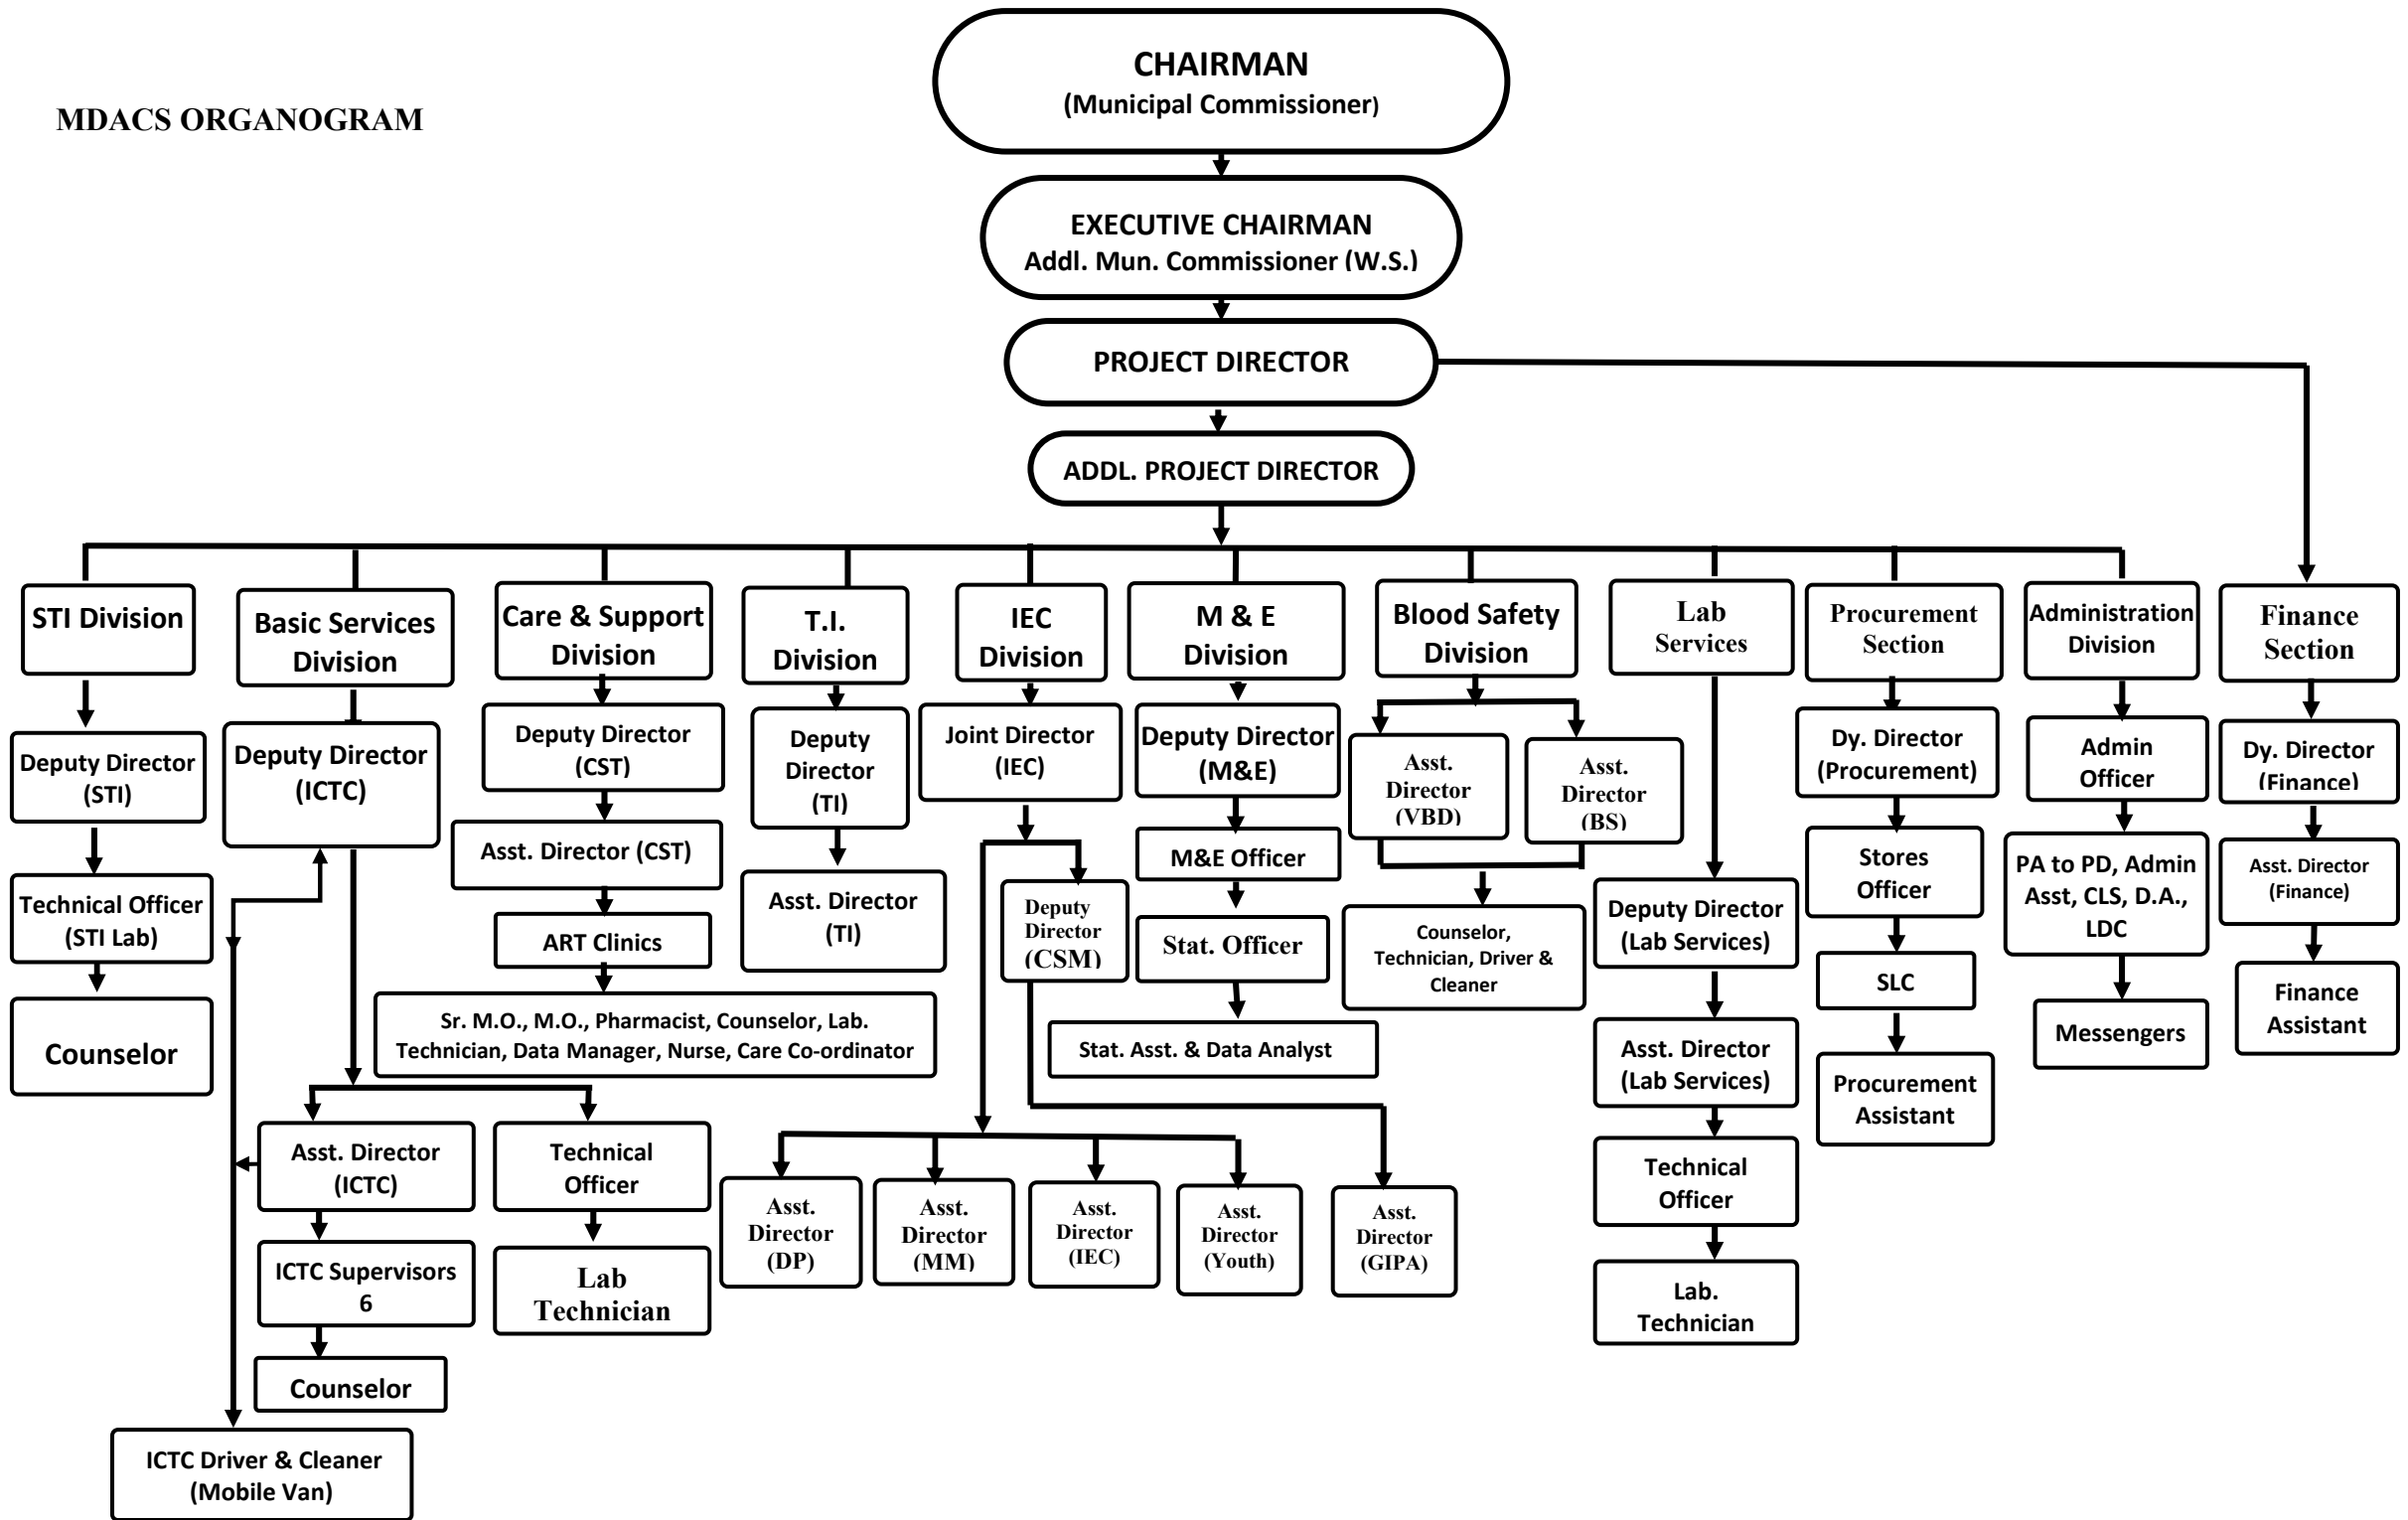 MDACS ORGANOGRAM
CHAIRMAN
(Municipal Commissioner)
EXECUTIVE CHAIRMAN
Addl. Mun. Commissioner (W.S.)
PROJECT DIRECTOR
ADDL. PROJECT DIRECTOR
STI Division
Deputy Director
(STI)
Technical Officer
(STI Lab)
Counselor
Basic Services
Division
Deputy Director
(ICTC)
Asst. Director
(ICTC)
ICTC Supervisors
6
Counselor
ICTC Driver & Cleaner
(Mobile Van)
Technical
Officer
Lab
Technician
Care & Support
Division
Deputy Director
(CST)
Asst. Director (CST)
ART Clinics
Sr. M.O., M.O., Pharmacist, Counselor, Lab.
Technician, Data Manager, Nurse, Care Co-ordinator
T.I.
Division
Deputy
Director
(TI)
Asst. Director
(TI)
IEC
Division
Joint Director
(IEC)
Deputy
Director
(CSM)
Asst.
Director
(DP)
Asst.
Director
(MM)
Asst.
Director
(IEC)
Asst.
Director
(Youth)
Asst.
Director
(GIPA)
M & E
Division
Deputy Director
(M&E)
M&E Officer
Stat. Officer
Stat. Asst. & Data Analyst
Blood Safety
Division
Asst.
Director
(VBD)
Asst.
Director
(BS)
Counselor,
Technician, Driver &
Cleaner
Lab
Services
Deputy Director
(Lab Services)
Asst. Director
(Lab Services)
Technical
Officer
Lab.
Technician
Procurement
Section
Dy. Director
(Procurement)
Stores
Officer
SLC
Procurement
Assistant
Administration
Division
Admin
Officer
PA to PD, Admin
Asst, CLS, D.A.,
LDC
Messengers
Finance
Section
Dy. Director
(Finance)
Asst. Director
(Finance)
Finance
Assistant